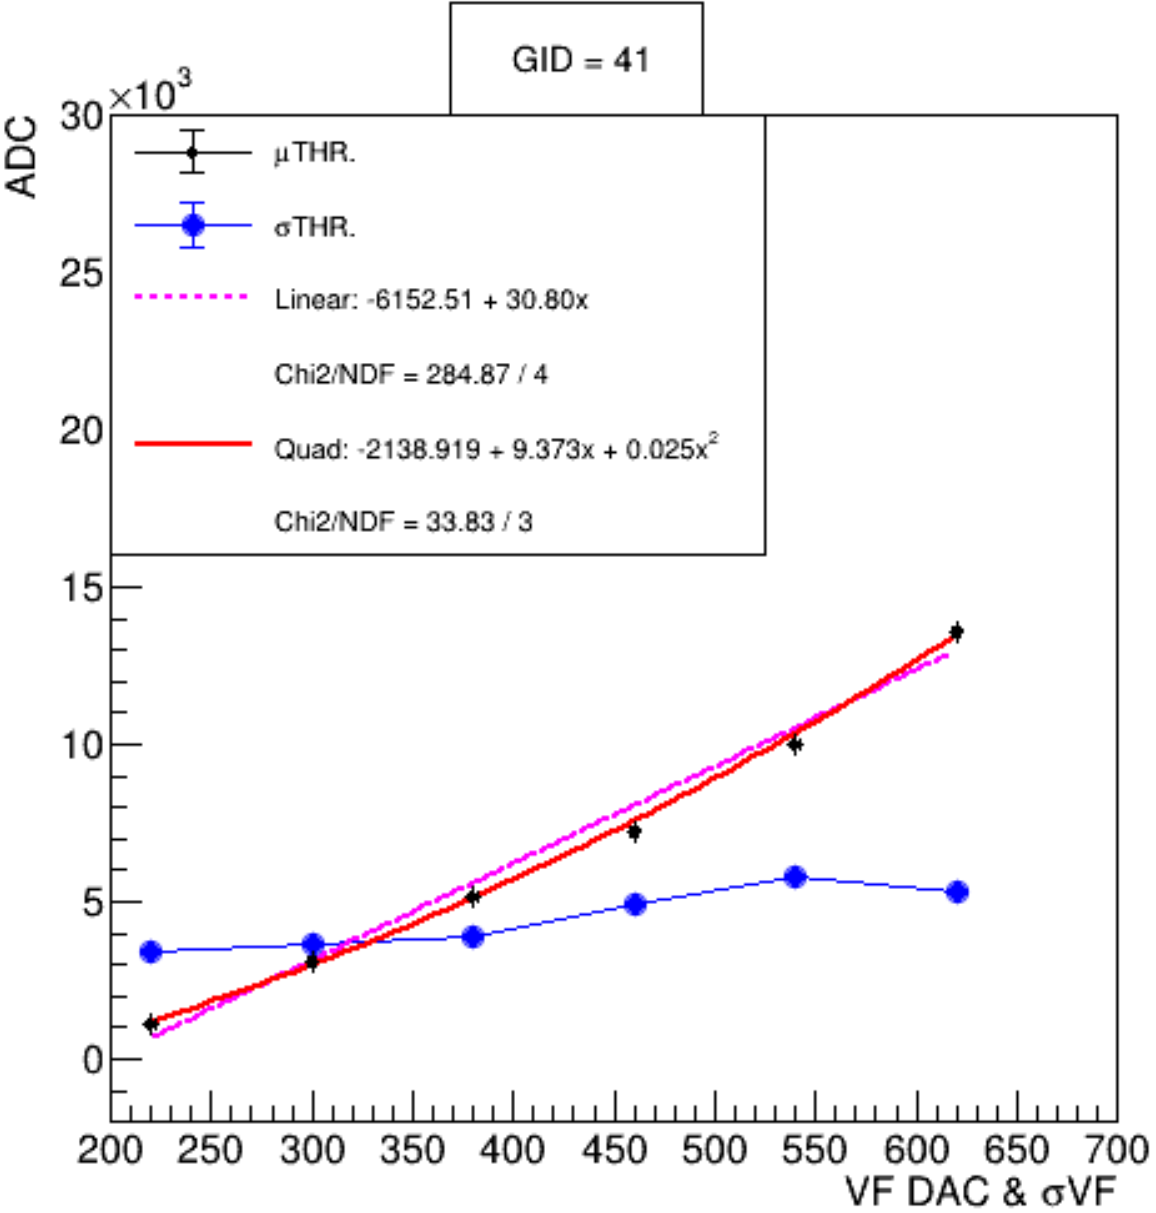 GID = 41
×10³
ADC
30
25
20
15
10
5
0
μTHR.
σTHR.
Linear: -6152.51 + 30.80x
Chi2/NDF = 284.87 / 4
Quad: -2138.919 + 9.373x + 0.025x²
Chi2/NDF = 33.83 / 3
200 250 300 350 400 450 500 550 600 650 700
VF DAC & σVF